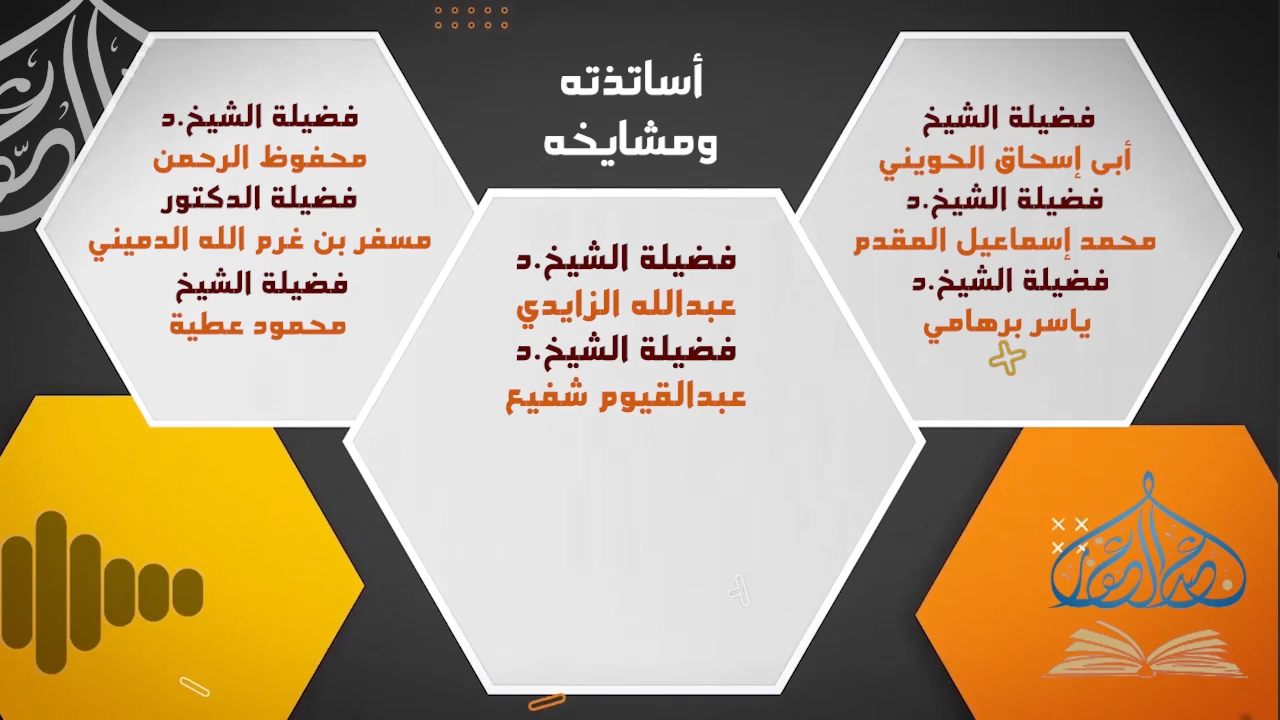 أساتذته
ومشايخه
فضيلة الشيخ
أبى إسحاق الحويني
فضيلة الشيخ.د
محمد إسماعيل المقدم
فضيلة الشيخ.د
ياسر برهامي
فضيلة الشيخ.د
عبدالله الزايدي
فضيلة الشيخ.د
عبدالقيوم شفيع
فضيلة الشيخ.د
محفوظ الرحمن
فضيلة الدكتور
مسفر بن غرم الله الدميني
فضيلة الشيخ
محمود عطية